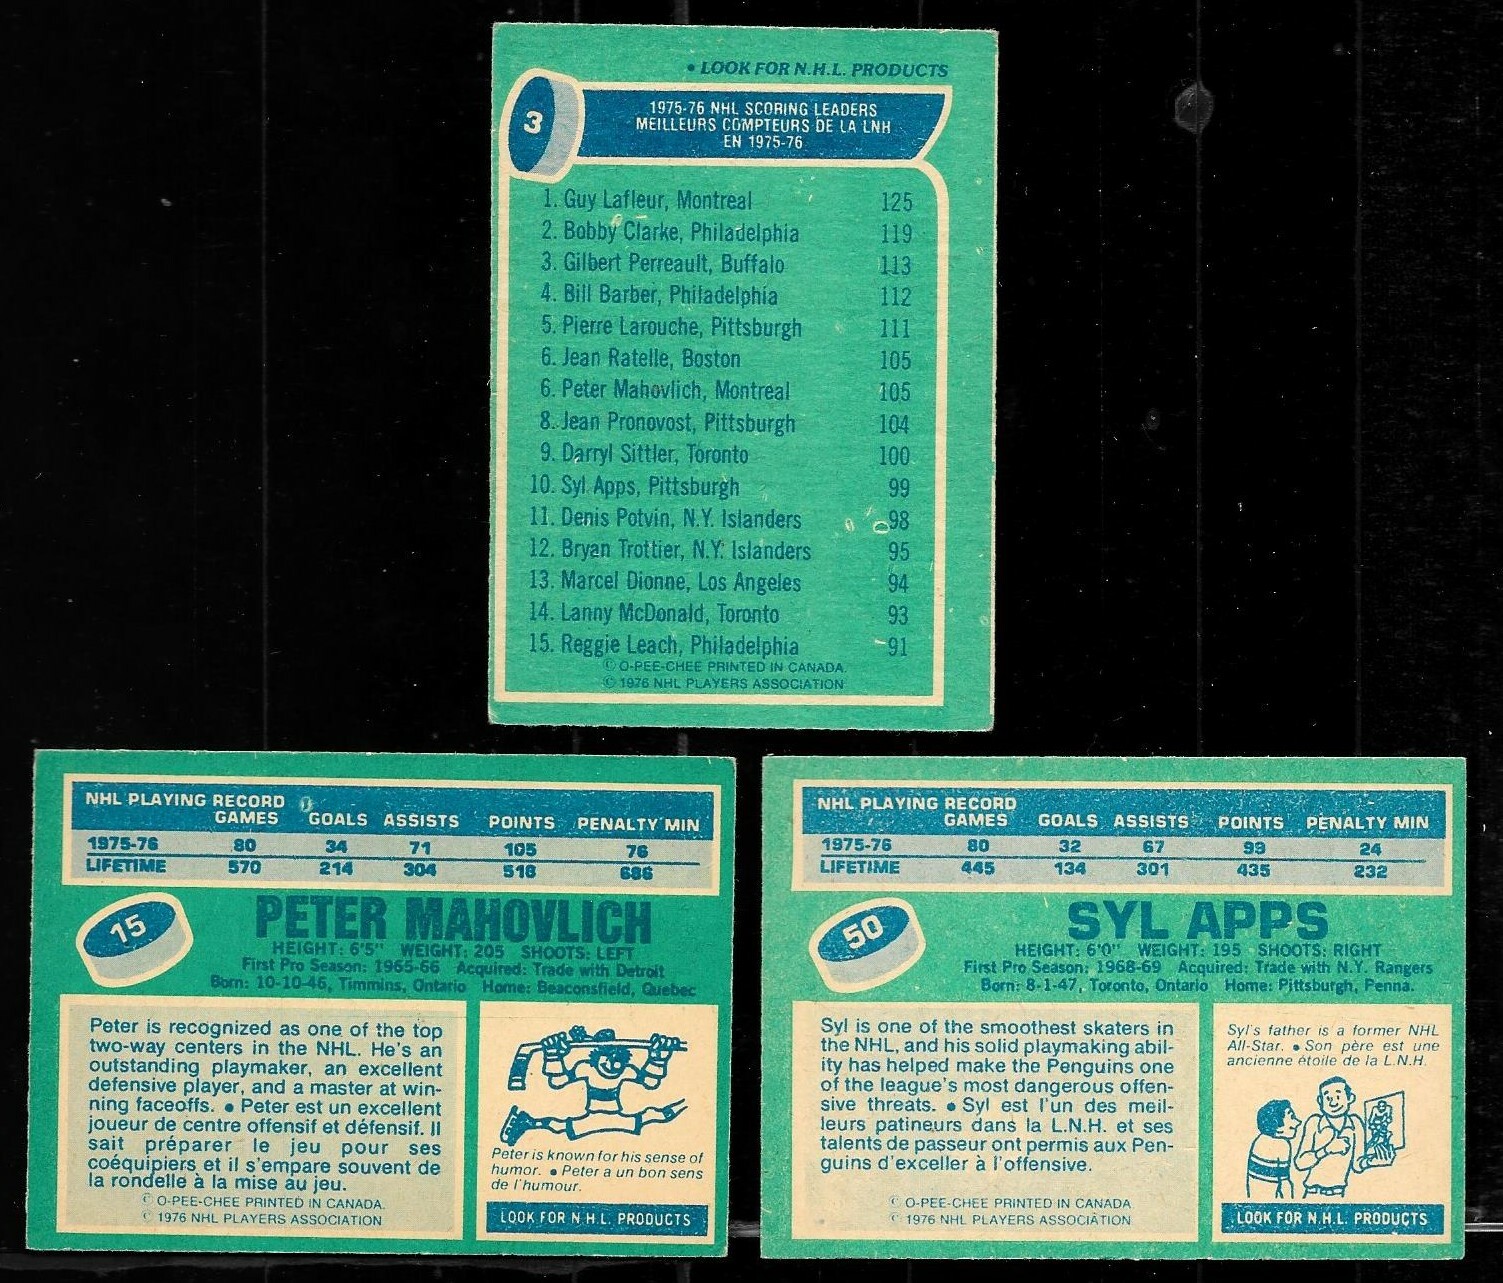 • LOOK FOR N.H.L. PRODUCTS
3
1975-76 NHL SCORING LEADERS
MEILLEURS COMPTEURS DE LA LNH
EN 1975-76
1. Guy Lafleur, Montreal 125
2. Bobby Clarke, Philadelphia 119
3. Gilbert Perreault, Buffalo 113
4. Bill Barber, Philadelphia 112
5. Pierre Larouche, Pittsburgh 111
6. Jean Ratelle, Boston 105
6. Peter Mahovlich, Montreal 105
8. Jean Pronovost, Pittsburgh 104
9. Darryl Sittler, Toronto 100
10. Syl Apps, Pittsburgh 99
11. Denis Potvin, N.Y. Islanders 98
12. Bryan Trottier, N.Y. Islanders 95
13. Marcel Dionne, Los Angeles 94
14. Lanny McDonald, Toronto 93
15. Reggie Leach, Philadelphia 91
© O-PEE-CHEE PRINTED IN CANADA
© 1976 NHL PLAYERS ASSOCIATION
NHL PLAYING RECORD
GAMES GOALS ASSISTS POINTS PENALTY MIN
1975-76 80 34 71 105 76
LIFETIME 570 214 304 518 686
15
PETER MAHOVLICH
HEIGHT: 6'5" WEIGHT: 205 SHOOTS: LEFT
First Pro Season: 1965-66 Acquired: Trade with Detroit
Born: 10-10-46, Timmins, Ontario Home: Beaconsfield, Quebec
Peter is recognized as one of the top
two-way centers in the NHL. He's an
outstanding playmaker, an excellent
defensive player, and a master at win-
ning faceoffs. • Peter est un excellent
joueur de centre offensif et défensif. Il
sait préparer le jeu pour ses
coéquipiers et il s'empare souvent de
la rondelle à la mise au jeu.
© O-PEE-CHEE PRINTED IN CANADA.
© 1976 NHL PLAYERS ASSOCIATION
Peter is known for his sense of
humor. • Peter a un bon sens
de l'humour.
LOOK FOR N.H.L. PRODUCTS
NHL PLAYING RECORD
GAMES GOALS ASSISTS POINTS PENALTY MIN
1975-76 80 32 67 99 24
LIFETIME 445 134 301 435 232
50
SYL APPS
HEIGHT: 6'0" WEIGHT: 195 SHOOTS: RIGHT
First Pro Season: 1968-69 Acquired: Trade with N.Y. Rangers
Born: 8-1-47, Toronto, Ontario Home: Pittsburgh, Penna.
Syl is one of the smoothest skaters in
the NHL, and his solid playmaking abil-
ity has helped make the Penguins one
of the league's most dangerous offen-
sive threats. • Syl est l'un des meil-
leurs patineurs dans la L.N.H. et ses
talents de passeur ont permis aux Pen-
guins d'exceller à l'offensive.
© O-PEE-CHEE PRINTED IN CANADA
© 1976 NHL PLAYERS ASSOCIATION
Syl's father is a former NHL
All-Star. • Son père est une
ancienne étoile de la L.N.H.
LOOK FOR N.H.L. PRODUCTS